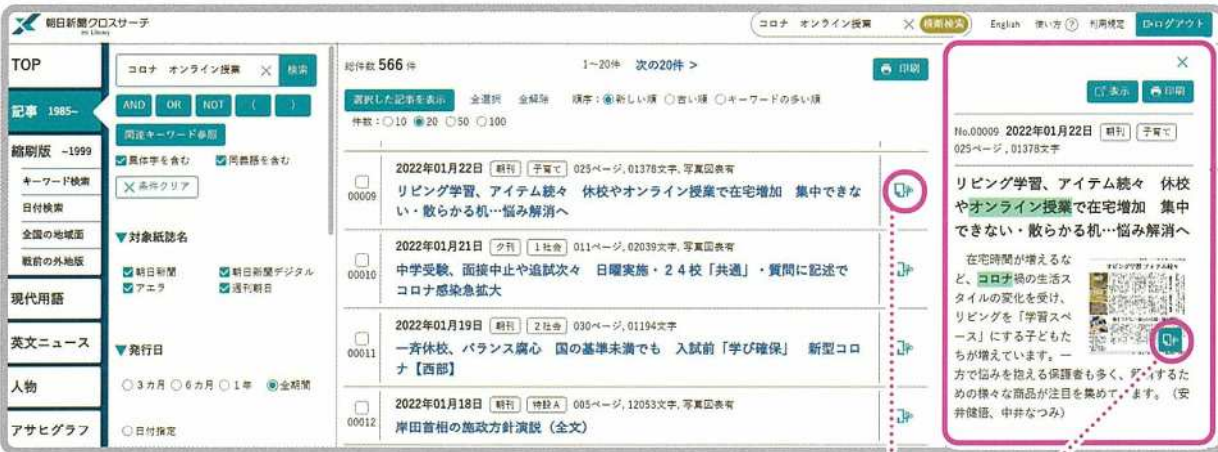 朝日新聞クロスサーチ
コロナ オンライン授業
横断検索
English 使い方 利用規定 ログアウト
TOP
記事 1985~
縮刷版 ~1999
キーワード検索
日付検索
全国の地域面
戦前の外地版
現代用語
英文ニュース
人物
アサヒグラフ
コロナ オンライン授業 検索
AND OR NOT ( )
関連キーワード参照
異体字を含む 同義語を含む
条件クリア
▼対象紙誌名
朝日新聞 朝日新聞デジタル
アエラ 週刊朝日
▼発行日
3カ月 6カ月 1年 全期間
日付指定
総件数 566 件 1~20件 次の20件 > 印刷
選択した記事を表示 全選択 全解除 順序: 新しい順 古い順 キーワードの多い順
件数: 10 20 50 100
2022年01月22日 朝刊 子育て 025ページ, 01378文字, 写真図表有
00009
リビング学習、アイテム続々 休校やオンライン授業で在宅増加 集中できな
い・散らかる机…悩み解消へ
2022年01月21日 夕刊 1社会 011ページ, 02039文字, 写真図表有
00010
中学受験、面接中止や追試次々 日曜実施・24校「共通」・質問に記述で
コロナ感染急拡大
2022年01月19日 朝刊 2社会 030ページ, 01194文字
00011
一斉休校、バランス腐心 国の基準未満でも 入試前「学び確保」 新型コロ
ナ【西部】
2022年01月18日 朝刊 特設A 005ページ, 12053文字, 写真図表有
00012
岸田首相の施政方針演説（全文）
表示 印刷
No.00009 2022年01月22日 朝刊 子育て
025ページ, 01378文字
リビング学習、アイテム続々 休校
やオンライン授業で在宅増加 集中
できない・散らかる机…悩み解消へ
在宅時間が増えるな
ど、コロナ禍の生活ス
タイルの変化を受け、
リビングを「学習スペ
ース」にする子どもた
ちが増えています。一
方で悩みを抱える保護者も多く、解消するた
めの様々な商品が注目を集めています。（安
井健悟、中井なつみ）